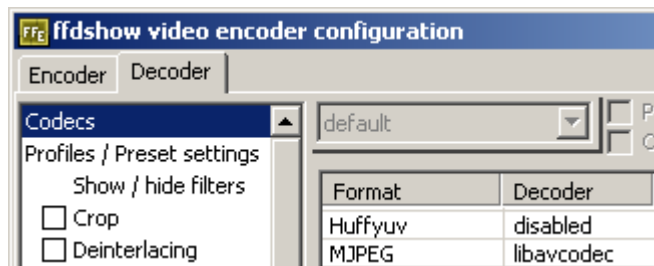 FFE ffdshow video encoder configuration
Encoder Decoder
Codecs
Profiles / Preset settings
Show / hide filters
Crop
Deinterlacing
default
Format Decoder
Huffyuv disabled
MJPEG libavcodec